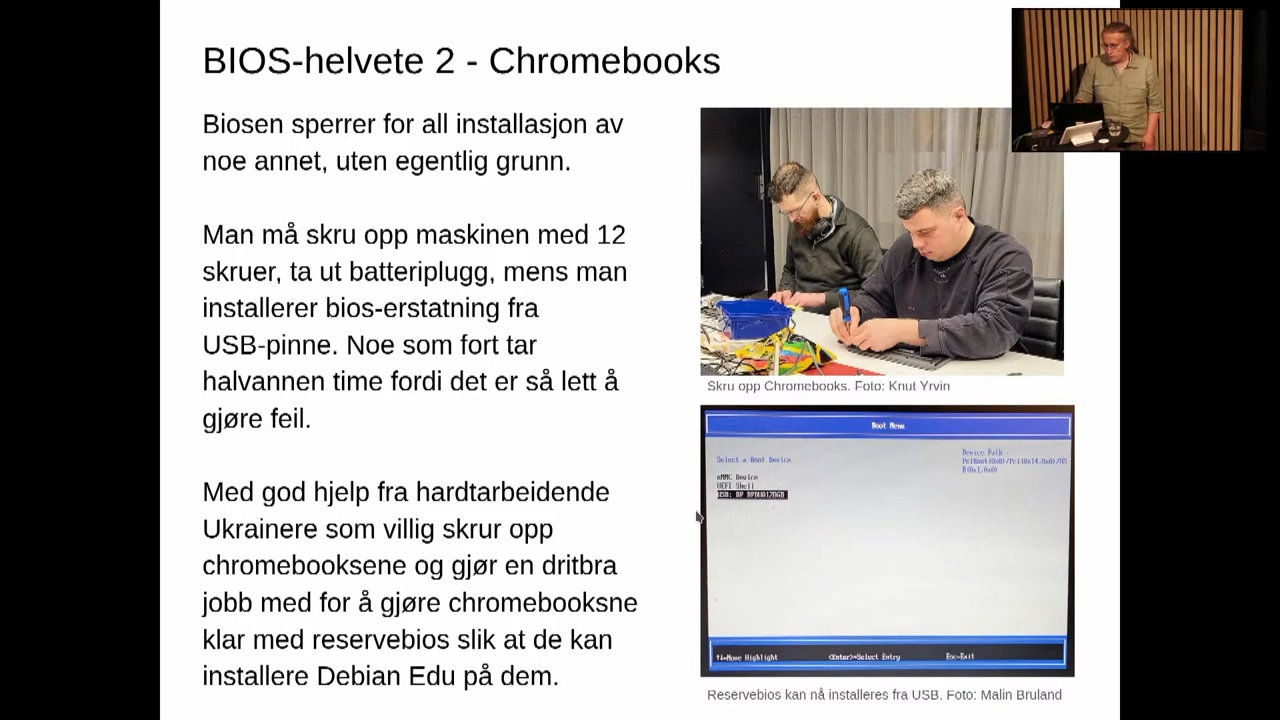 BIOS-helvete 2 - Chromebooks
Biosen sperrer for all installasjon av
noe annet, uten egentlig grunn.
Man må skru opp maskinen med 12
skruer, ta ut batteriplugg, mens man
installerer bios-erstatning fra
USB-pinne. Noe som fort tar
halvannen time fordi det er så lett å
gjøre feil.
Med god hjelp fra hardtarbeidende
Ukrainere som villig skrur opp
chromebooksene og gjør en dritbra
jobb med for å gjøre chromebooksne
klar med reservebios slik at de kan
installere Debian Edu på dem.
Skru opp Chromebooks. Foto: Knut Yrvin
Boot Menu
Select a Boot Device
eMMC Device
UEFI Shell
Device Path
↑↓=Move Highlight
<Enter>=Select Entry
Esc=Exit
Reservebios kan nå installeres fra USB. Foto: Malin Bruland